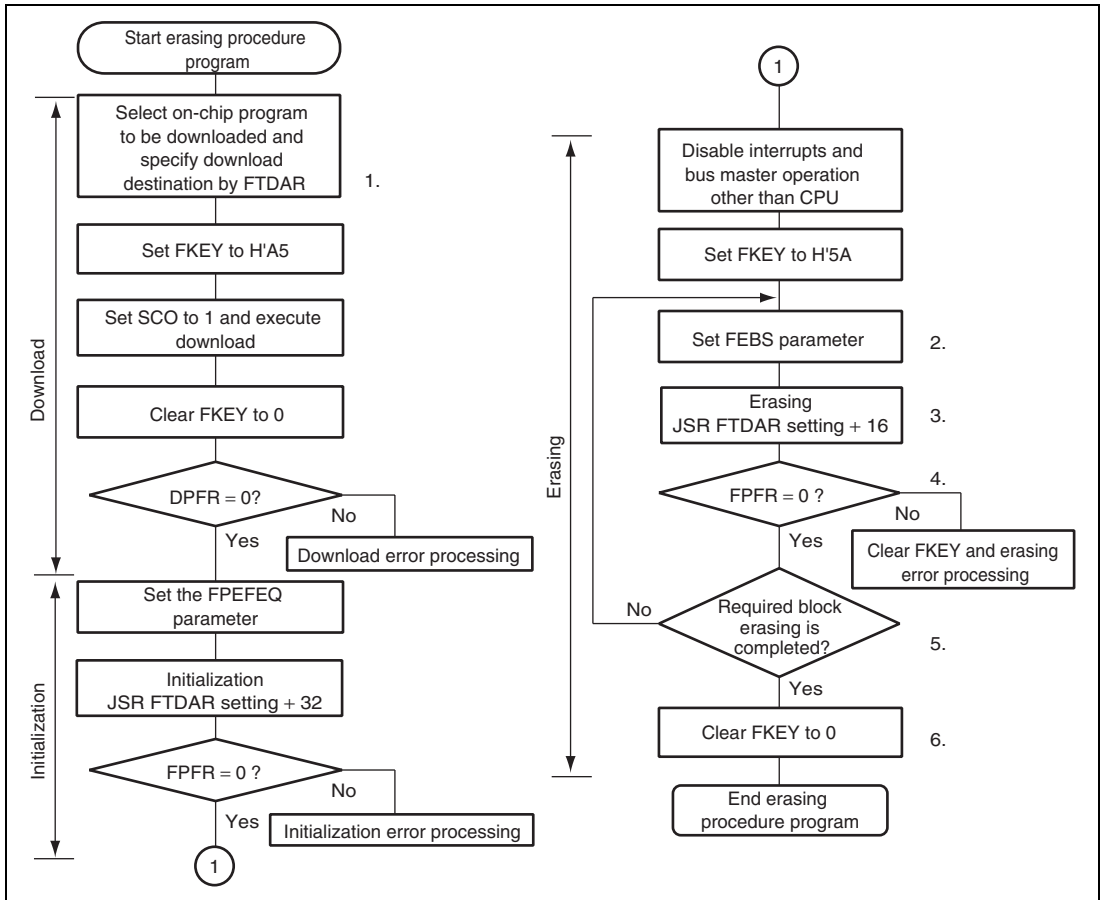 Start erasing procedure
program
Select on-chip program
to be downloaded and
specify download
destination by FTDAR
1.
Set FKEY to H'A5
Set SCO to 1 and execute
download
Clear FKEY to 0
DPFR = 0?
No
Yes
Download error processing
Download
Set the FPEFEQ
parameter
Initialization
JSR FTDAR setting + 32
FPFR = 0 ?
No
Yes
Initialization error processing
Initialization
1
1
Disable interrupts and
bus master operation
other than CPU
Set FKEY to H'5A
Set FEBS parameter
2.
Erasing
JSR FTDAR setting + 16
3.
4.
FPFR = 0 ?
No
Yes
Clear FKEY and erasing
error processing
Erasing
No
Required block
erasing is
completed?
5.
Yes
Clear FKEY to 0
6.
End erasing
procedure program